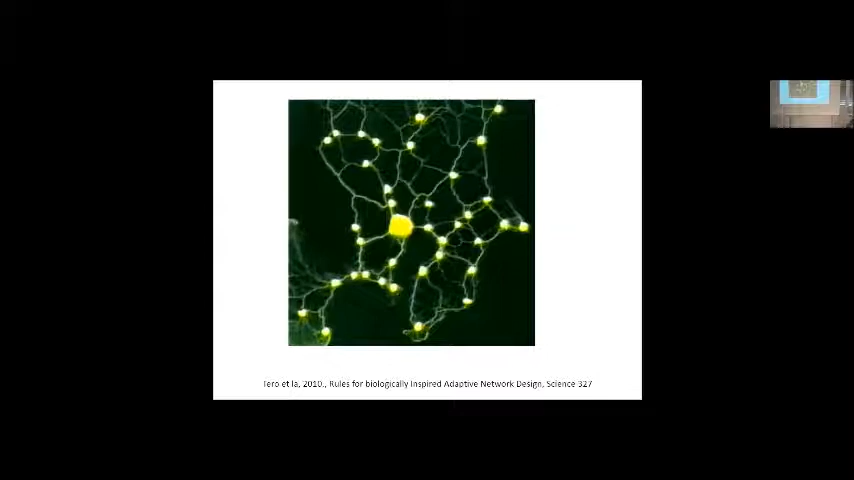 Tero et la, 2010., Rules for biologically Inspired Adaptive Network Design, Science 327